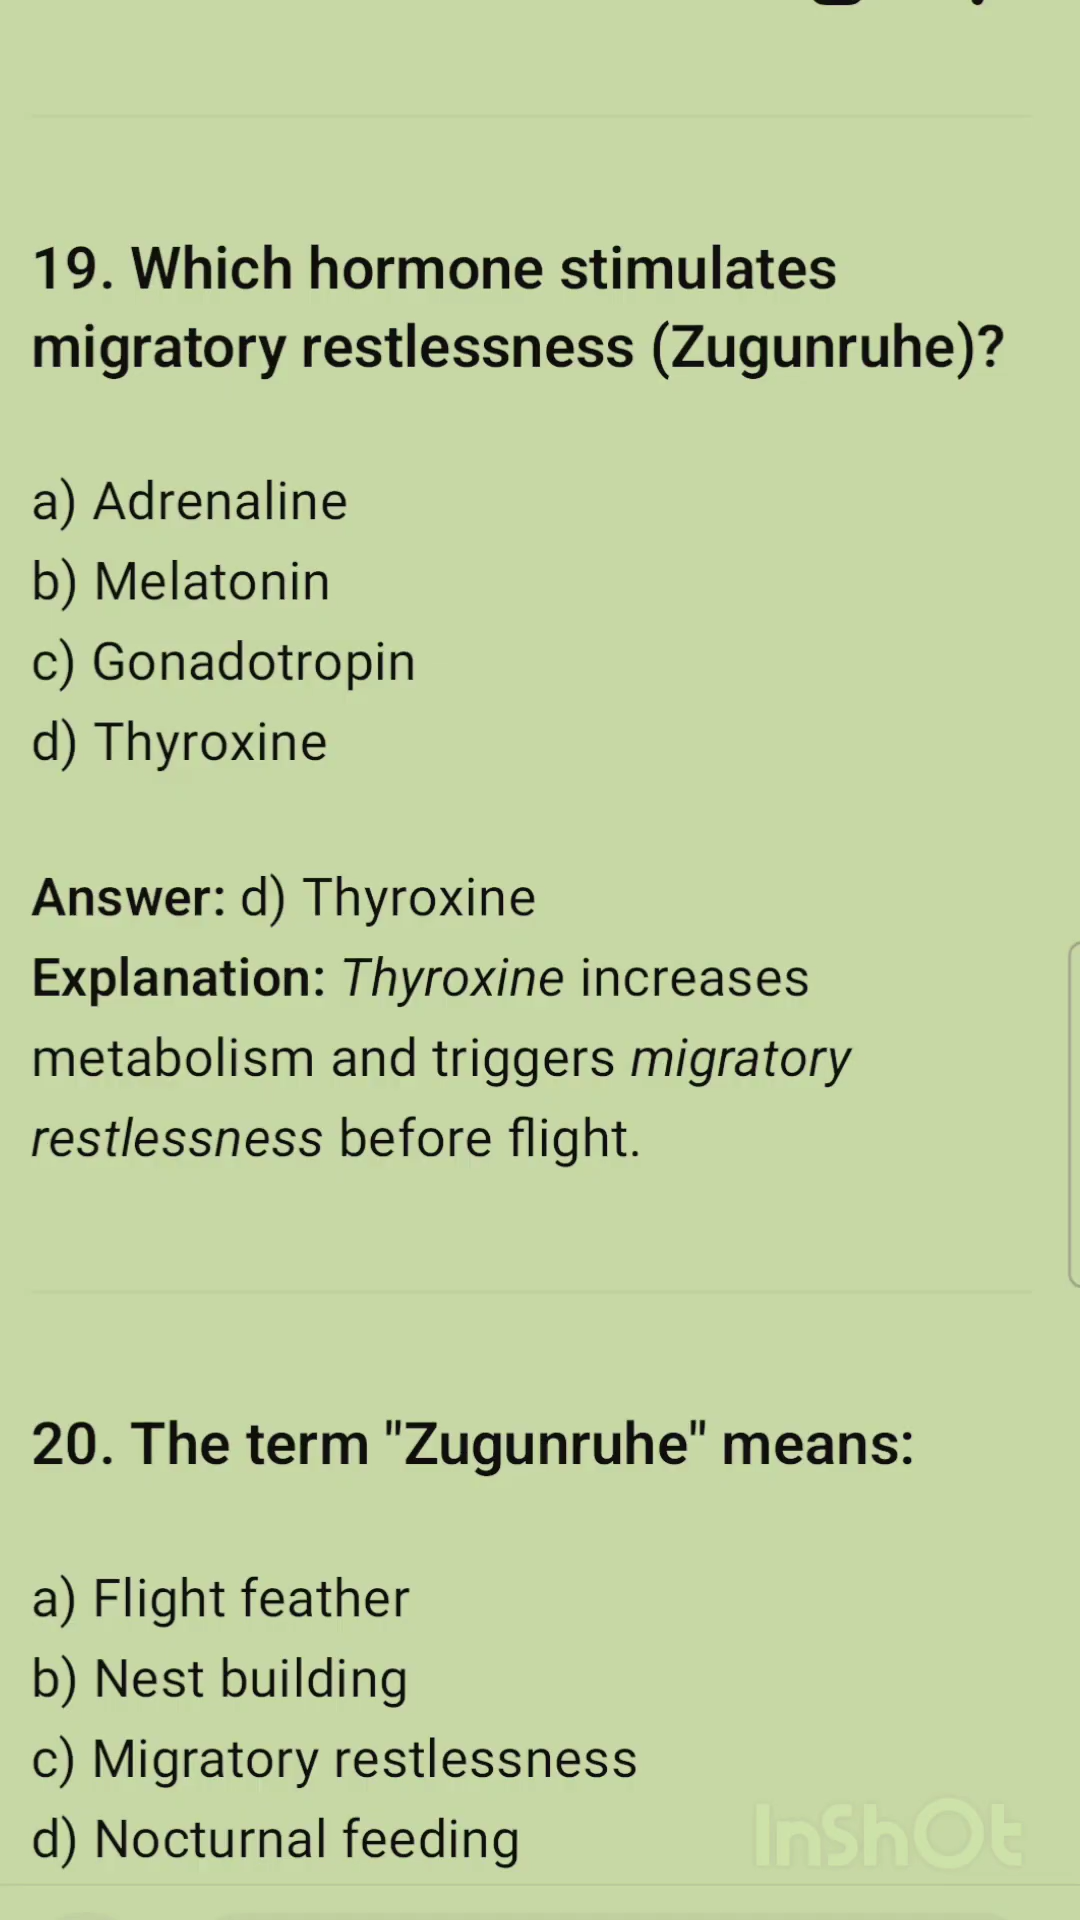 19. Which hormone stimulates
migratory restlessness (Zugunruhe)?
a) Adrenaline
b) Melatonin
c) Gonadotropin
d) Thyroxine
Answer: d) Thyroxine
Explanation: Thyroxine increases
metabolism and triggers migratory
restlessness before flight.
20. The term "Zugunruhe" means:
a) Flight feather
b) Nest building
c) Migratory restlessness
d) Nocturnal feeding
InShOt